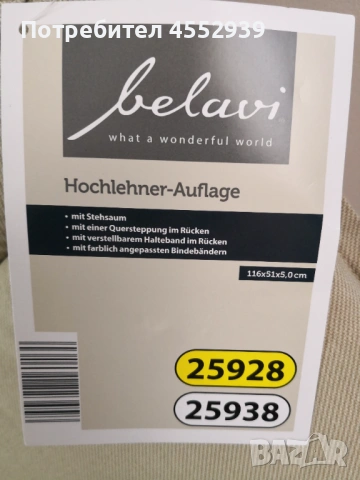 Потребител 4552939
belavi
what a wonderful world
Hochlehner-Auflage
• mit Stehsaum
• mit einer Quersteppung im Rücken
• mit verstellbarem Halteband im Rücken
• mit farblich angepassten Bindebändern
116x51x5,0 cm
25928
25938
BAZAR